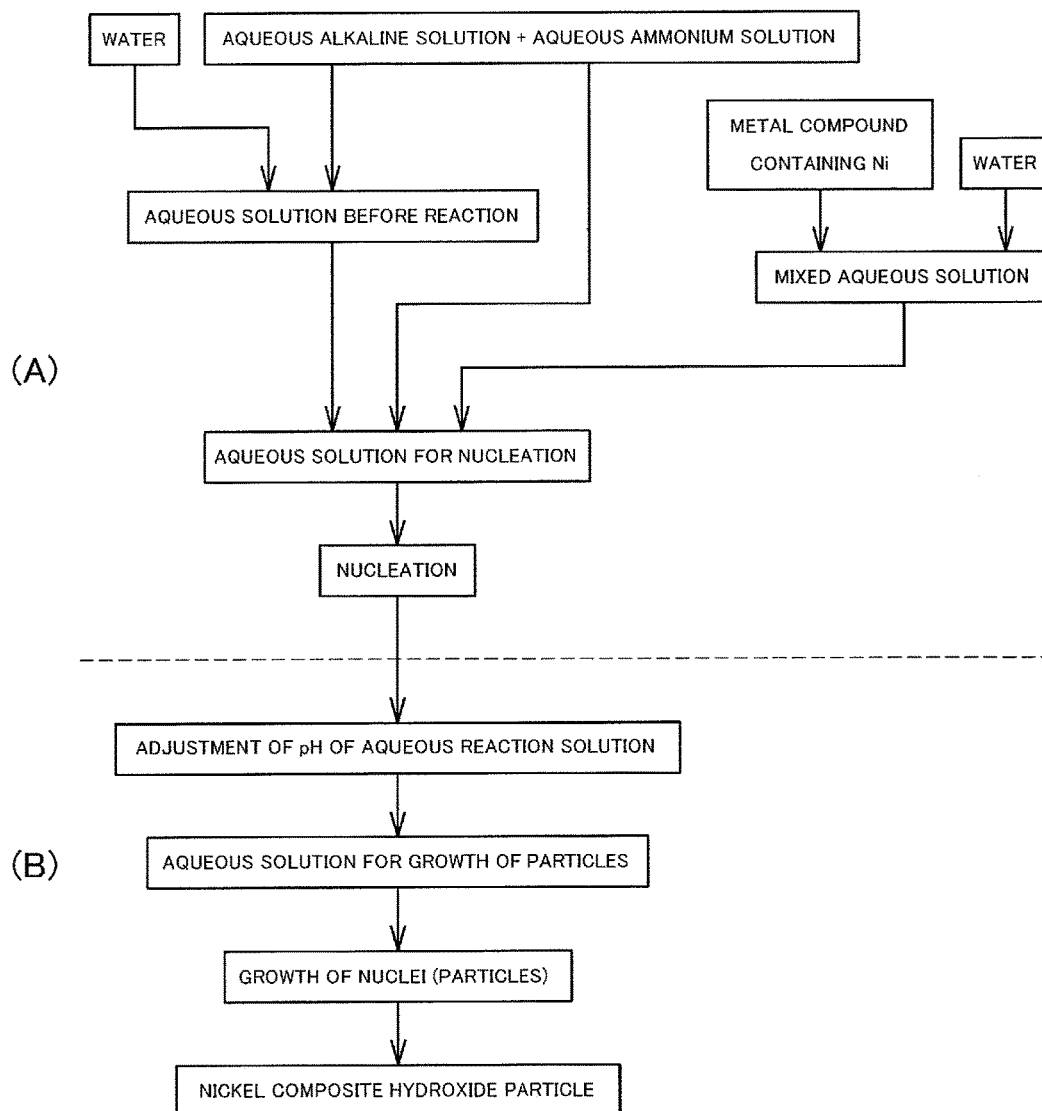 WATER
AQUEOUS ALKALINE SOLUTION + AQUEOUS AMMONIUM SOLUTION
METAL COMPOUND
CONTAINING Ni
WATER
AQUEOUS SOLUTION BEFORE REACTION
MIXED AQUEOUS SOLUTION
(A)
AQUEOUS SOLUTION FOR NUCLEATION
NUCLEATION
ADJUSTMENT OF pH OF AQUEOUS REACTION SOLUTION
(B)
AQUEOUS SOLUTION FOR GROWTH OF PARTICLES
GROWTH OF NUCLEI (PARTICLES)
NICKEL COMPOSITE HYDROXIDE PARTICLE